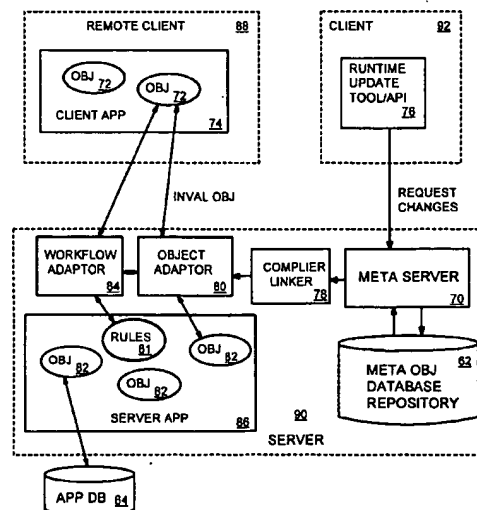 REMOTE CLIENT 88
OBJ 72
OBJ 72
CLIENT APP 74
CLIENT 92
RUNTIME
UPDATE
TOOL/API
76
INVAL OBJ
REQUEST
CHANGES
WORKFLOW
ADAPTOR
84
OBJECT
ADAPTOR
80
COMPLIER
LINKER
78
META SERVER
70
RULES
81
OBJ 82
OBJ 82
OBJ 82
SERVER APP
86
META OBJ
DATABASE
REPOSITORY
62
90
SERVER
APP DB 64